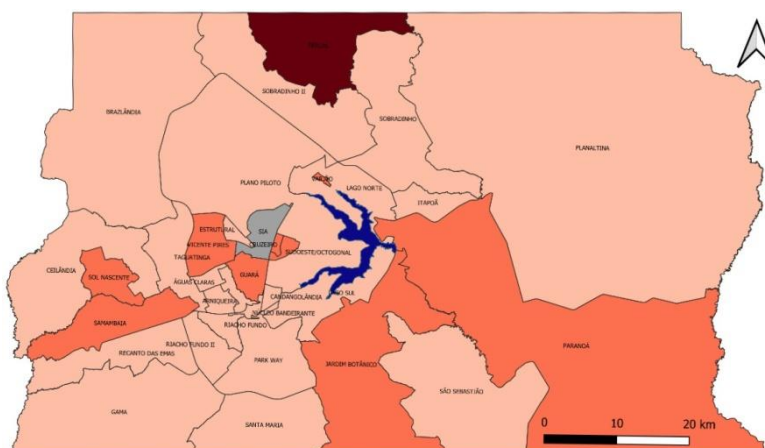 FERCAL
SOBRADINHO II
BRAZLÂNDIA
SOBRADINHO
PLANALTINA
PLANO PILOTO
VARJÃO
LAGO NORTE
ITAPOÃ
ESTRUTURAL
SIA
VICENTE PIRES
CRUZEIRO
SUDOESTE/OCTOGONAL
TAGUATINGA
CEILÂNDIA
SOL NASCENTE
GUARÁ
ÁGUAS CLARAS
ARNIQUEIRA
CANDANGOLÂNDIA
LAGO SUL
NÚCLEO BANDEIRANTE
SAMAMBAIA
RIACHO FUNDO
RIACHO FUNDO II
RECANTO DAS EMAS
PARK WAY
JARDIM BOTÂNICO
PARANOÁ
SÃO SEBASTIÃO
GAMA
SANTA MARIA
0 10 20 km